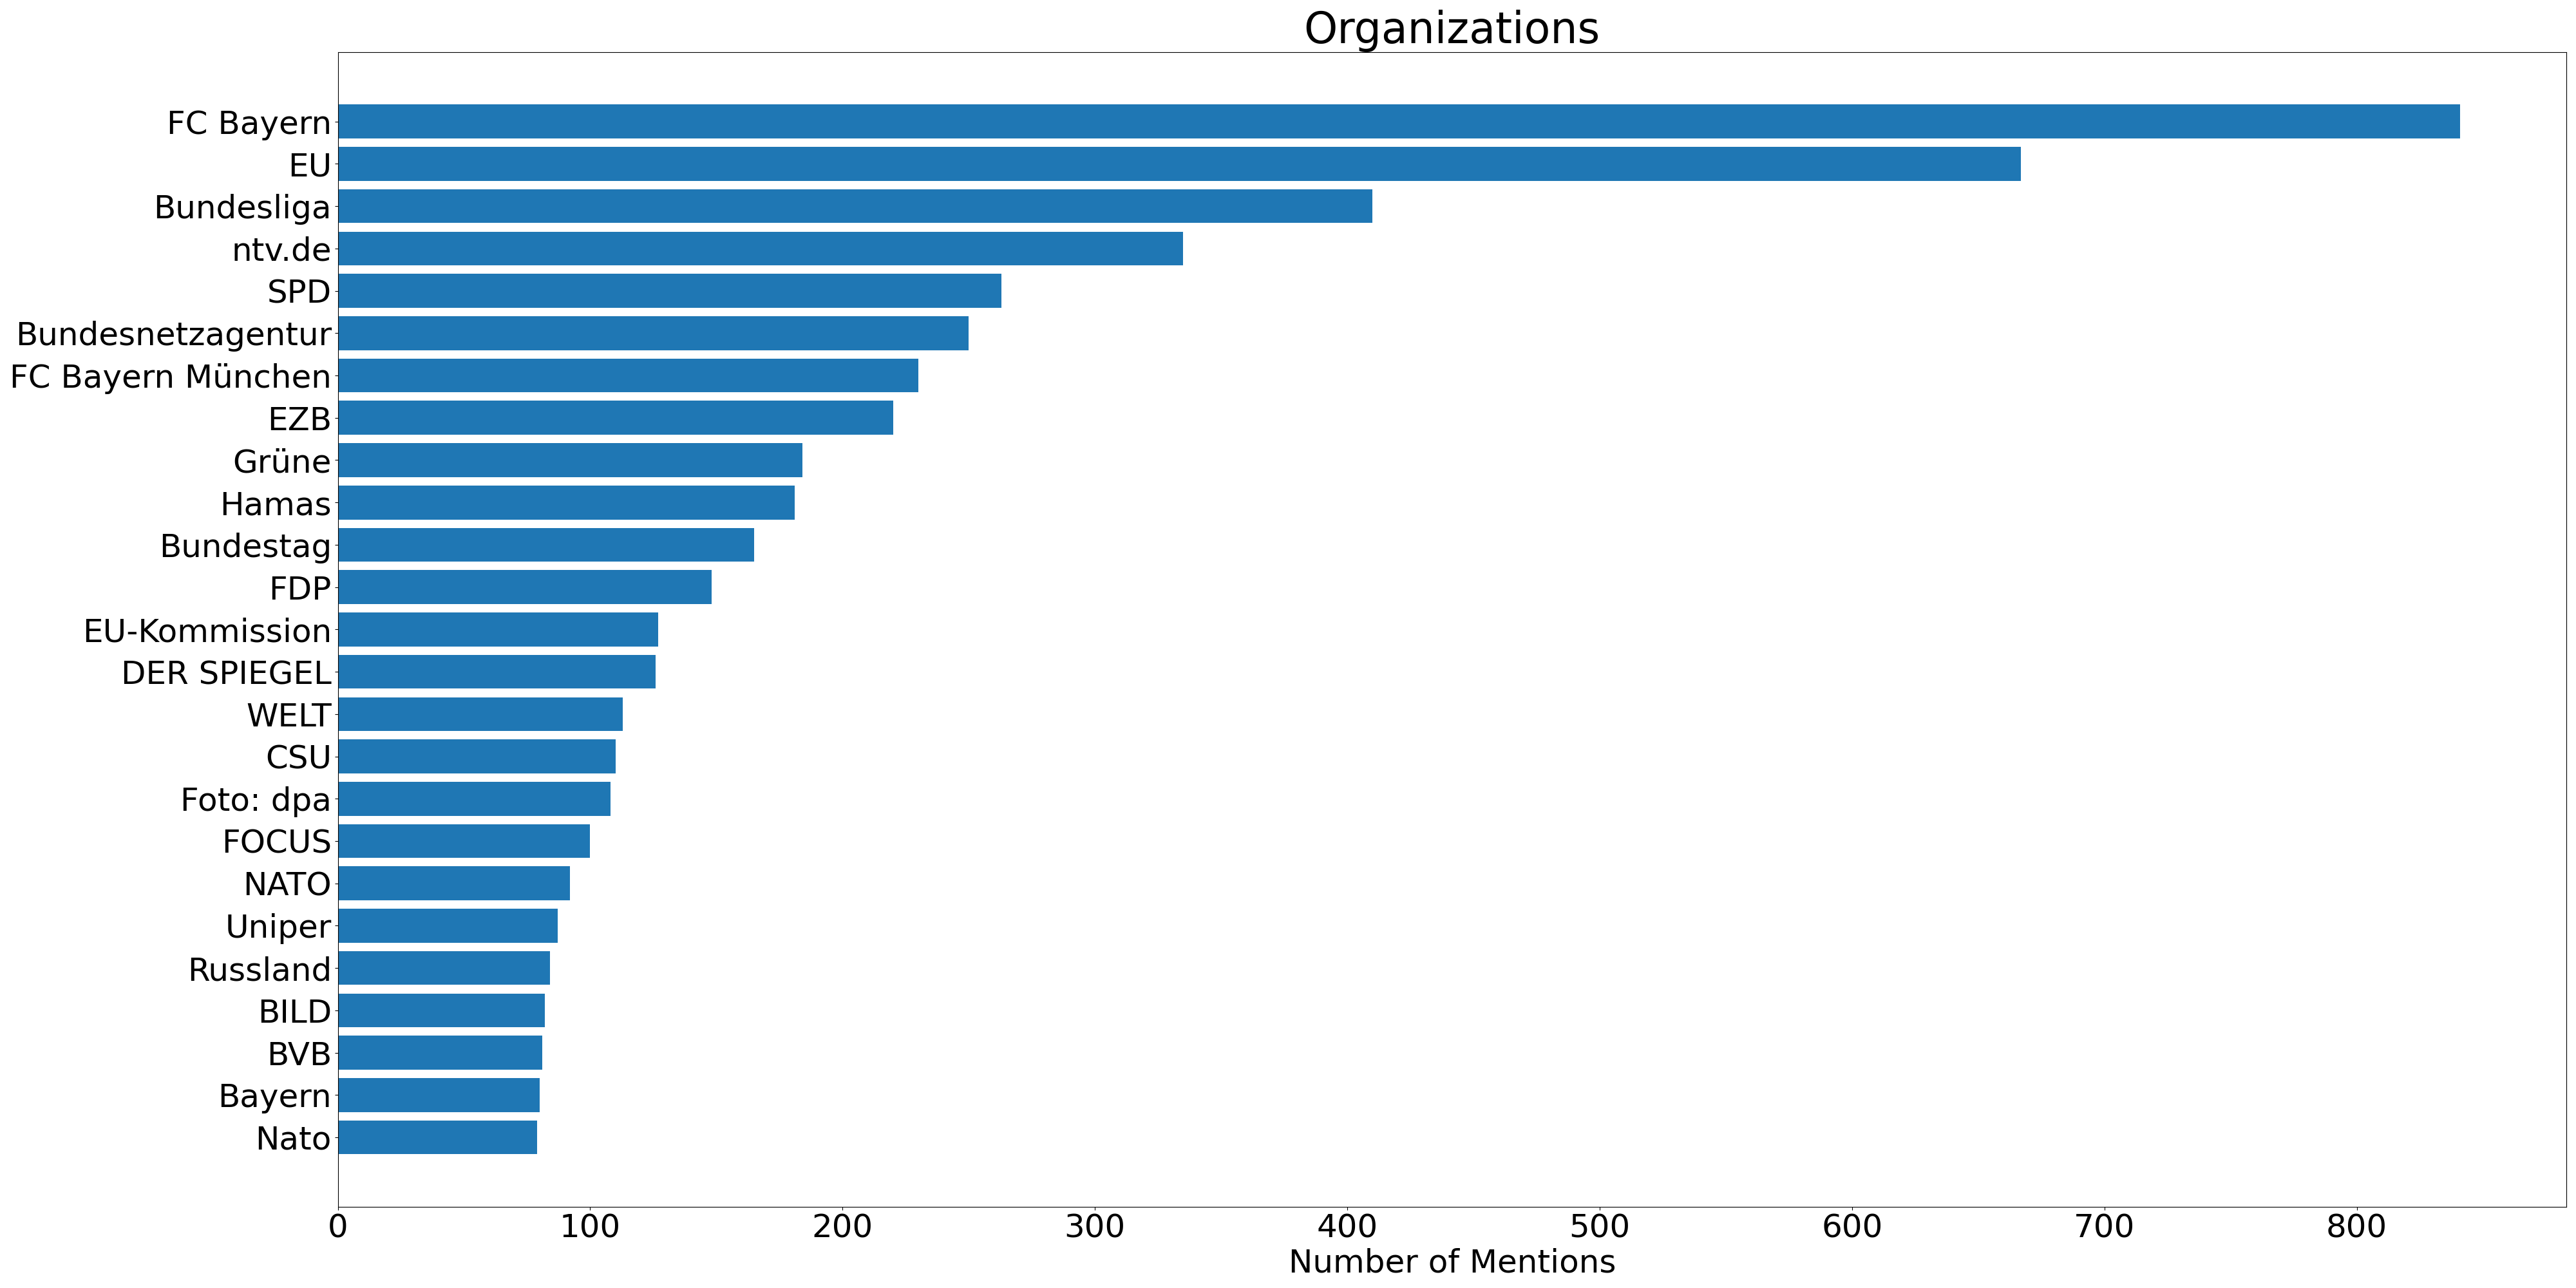 Organizations
FC Bayern
EU
Bundesliga
ntv.de
SPD
Bundesnetzagentur
FC Bayern München
EZB
Grüne
Hamas
Bundestag
FDP
EU-Kommission
DER SPIEGEL
WELT
CSU
Foto: dpa
FOCUS
NATO
Uniper
Russland
BILD
BVB
Bayern
Nato
0 100 200 300 400 500 600 700 800
Number of Mentions